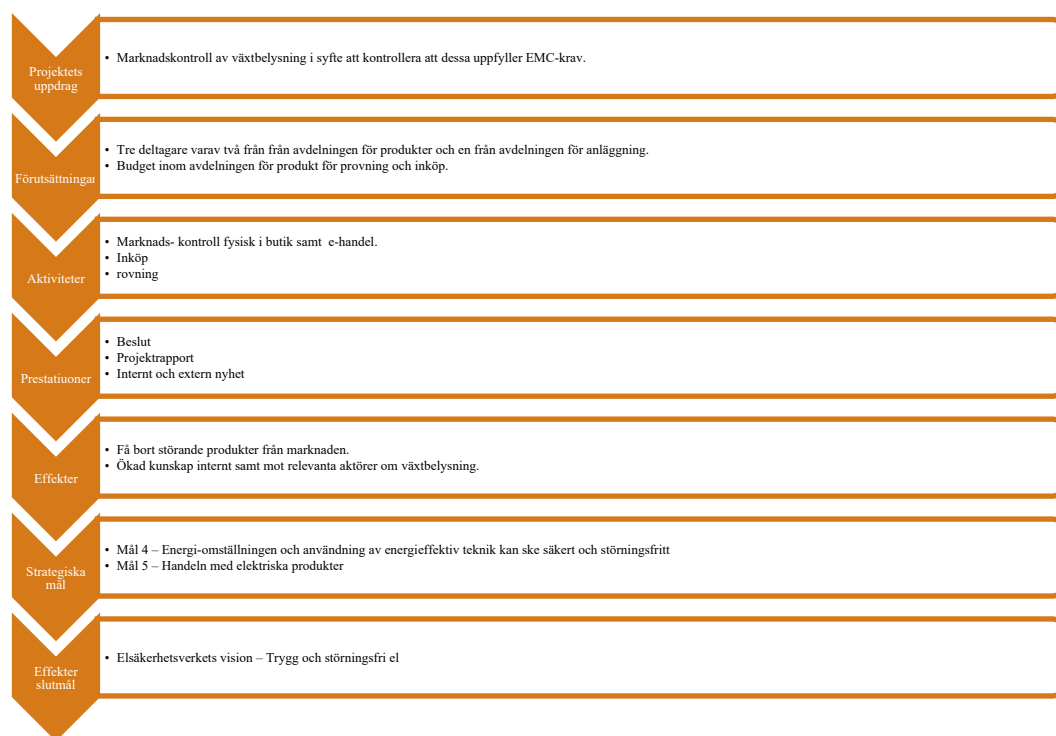 Projektets
uppdrag
• Marknadskontroll av växtbelysning i syfte att kontrollera att dessa uppfyller EMC-krav.
Förutsättningar
• Tre deltagare varav två från från avdelningen för produkter och en från avdelningen för anläggning.
• Budget inom avdelningen för produkt för provning och inköp.
Aktiviteter
• Marknads- kontroll fysisk i butik samt  e-handel.
• Inköp
• rovning
Prestatiuoner
• Beslut
• Projektrapport
• Internt och extern nyhet
Effekter
• Få bort störande produkter från marknaden.
• Ökad kunskap internt samt mot relevanta aktörer om växtbelysning.
Strategiska
mål
• Mål 4 – Energi-omställningen och användning av energieffektiv teknik kan ske säkert och störningsfritt
• Mål 5 – Handeln med elektriska produkter
Effekter
slutmål
• Elsäkerhetsverkets vision – Trygg och störningsfri el